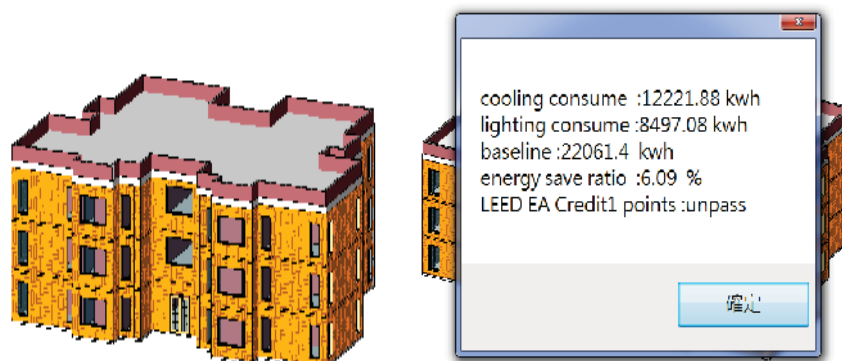 cooling consume :12221.88 kwh
lighting consume :8497.08 kwh
baseline :22061.4 kwh
energy save ratio :6.09 %
LEED EA Credit1 points :unpass
確定